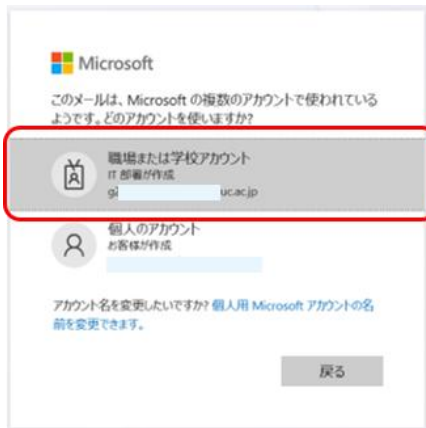 Microsoft
このメールは、Microsoft の複数のアカウントで使われている
ようです。どのアカウントを使いますか?
職場または学校アカウント
IT 部署が作成
uc.ac.jp
個人のアカウント
お客様が作成
アカウント名を変更したいですか? 個人用 Microsoft アカウントの名
前を変更できます。
戻る